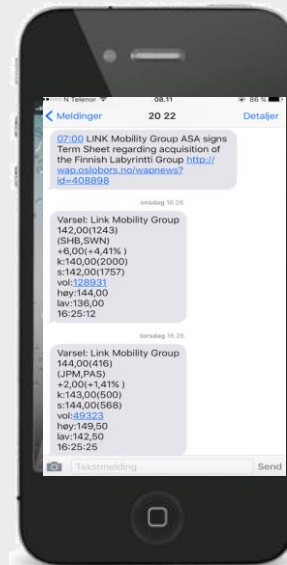 N Telenor 08.11 86 %
Meldinger 20 22 Detaljer
07:00 LINK Mobility Group ASA signs
Term Sheet regarding acquisition of
the Finnish Labyrintti Group http://
wap.oslobors.no/wapnews?
id=408898
onsdag 16.26
Varsel: Link Mobility Group
142,00(1243)
(SHB,SWN)
+6,00(+4,41% )
k:140,00(2000)
s:142,00(1757)
vol:128931
høy:144,00
lav:136,00
16:25:12
torsdag 16.26
Varsel: Link Mobility Group
144,00(416)
(JPM,PAS)
+2,00(+1,41% )
k:143,00(500)
s:144,00(568)
vol:49323
høy:149,50
lav:142,50
16:25:25
Tekstmelding Send